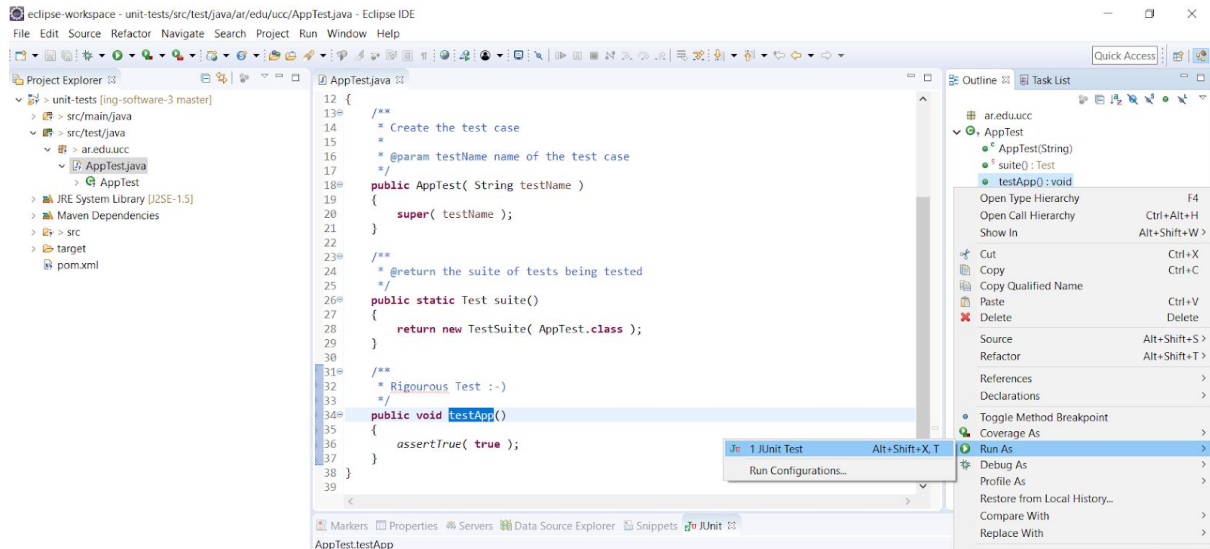 eclipse-workspace - unit-tests/src/test/java/ar/edu/ucc/AppTest.java - Eclipse IDE
File Edit Source Refactor Navigate Search Project Run Window Help
Quick Access
Project Explorer
> unit-tests [ing-software-3 master]
> src/main/java
> src/test/java
> ar.edu.ucc
AppTest.java
AppTest
JRE System Library [J2SE-1.5]
Maven Dependencies
> src
target
pom.xml
AppTest.java
12 {
13 /**
14 * Create the test case
15 *
16 * @param testName name of the test case
17 */
18 public AppTest( String testName )
19 {
20 super( testName );
21 }
22
23 /**
24 * @return the suite of tests being tested
25 */
26 public static Test suite()
27 {
28 return new TestSuite( AppTest.class );
29 }
30
31 /**
32 * Rigourous Test :-)
33 */
34 public void testApp()
35 {
36 assertTrue( true );
37 }
38 }
39
Outline Task List
ar.edu.ucc
AppTest
AppTest(String)
suite() : Test
testApp() : void
Open Type Hierarchy F4
Open Call Hierarchy Ctrl+Alt+H
Show In Alt+Shift+W >
Cut Ctrl+X
Copy Ctrl+C
Copy Qualified Name
Paste Ctrl+V
Delete Delete
Source Alt+Shift+S >
Refactor Alt+Shift+T >
References >
Declarations >
Toggle Method Breakpoint
Coverage As >
Run As >
Debug As >
Profile As >
Restore from Local History...
Compare With >
Replace With >
Ju 1 JUnit Test Alt+Shift+X, T
Run Configurations...
Markers Properties Servers Data Source Explorer Snippets JUnit
AppTest.testApp